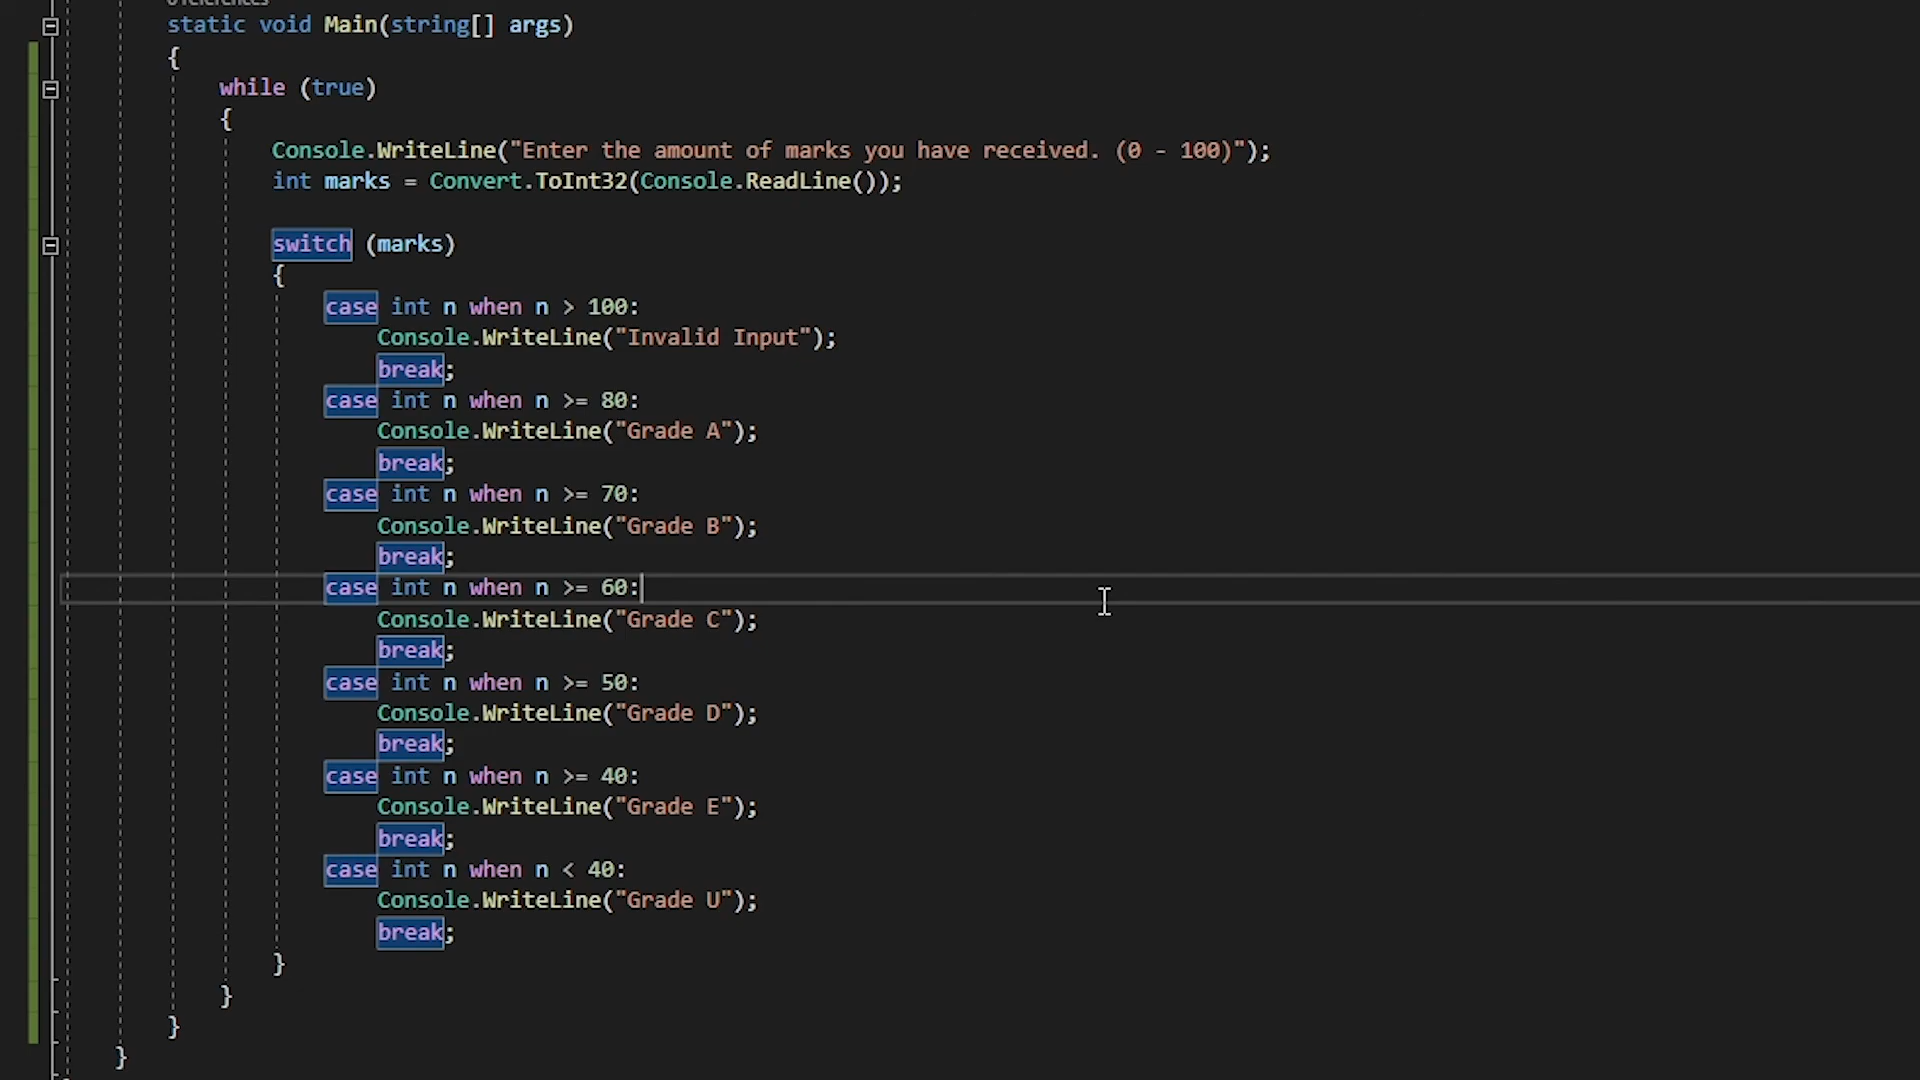 static void Main(string[] args)
{
while (true)
{
Console.WriteLine("Enter the amount of marks you have received. (0 - 100)");
int marks = Convert.ToInt32(Console.ReadLine());
switch (marks)
{
case int n when n > 100:
Console.WriteLine("Invalid Input");
break;
case int n when n >= 80:
Console.WriteLine("Grade A");
break;
case int n when n >= 70:
Console.WriteLine("Grade B");
break;
case int n when n >= 60:
Console.WriteLine("Grade C");
break;
case int n when n >= 50:
Console.WriteLine("Grade D");
break;
case int n when n >= 40:
Console.WriteLine("Grade E");
break;
case int n when n < 40:
Console.WriteLine("Grade U");
break;
}
}
}
}